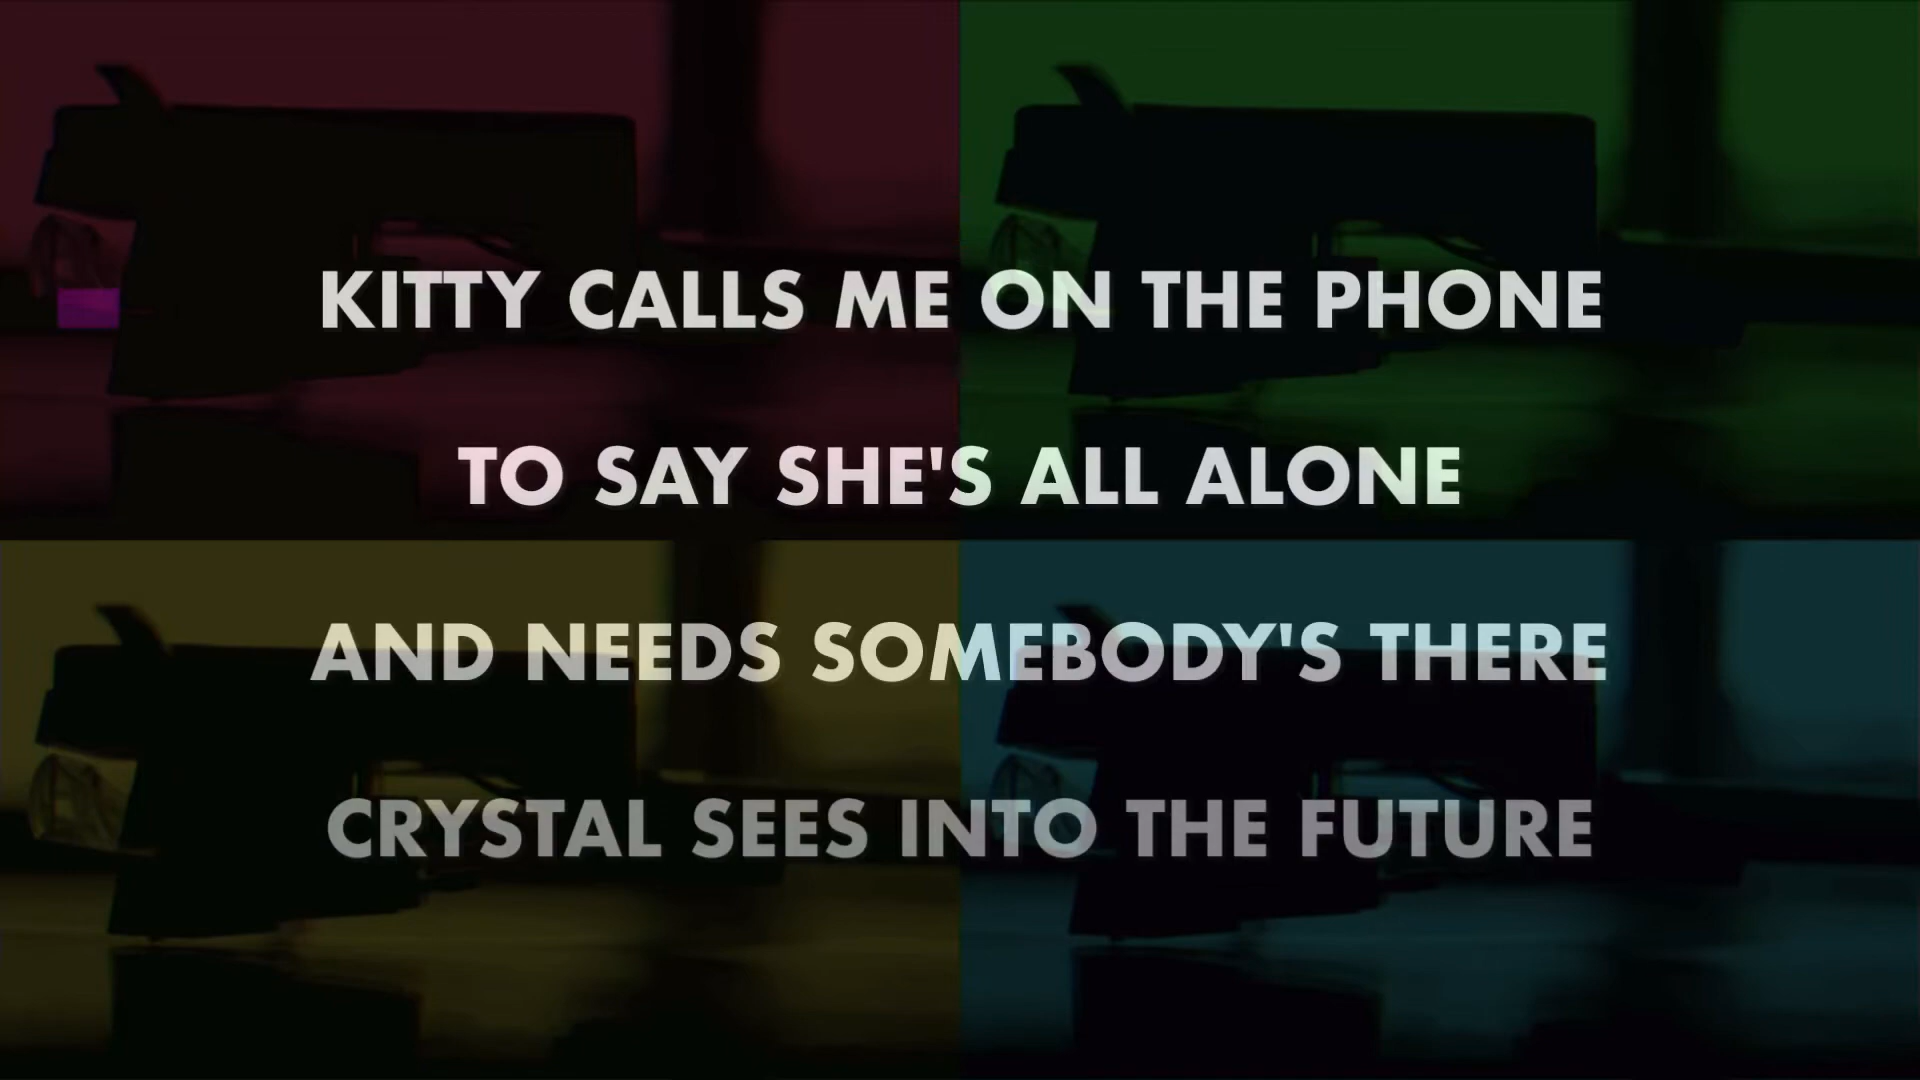 KITTY CALLS ME ON THE PHONE
TO SAY SHE'S ALL ALONE
AND NEEDS SOMEBODY'S THERE
CRYSTAL SEES INTO THE FUTURE